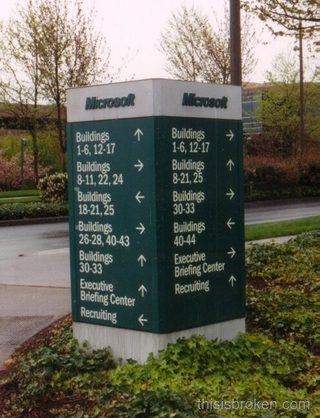 Microsoft
Buildings
1-6, 12-17
Buildings
8-11, 22, 24
Buildings
18-21, 25
Buildings
26-28, 40-43
Buildings
30-33
Executive
Briefing Center
Recruiting
Microsoft
Buildings
1-6, 12-17
Buildings
8-21, 25
Buildings
30-33
Buildings
40-44
Executive
Briefing Center
Recruiting
thisisbroken.com